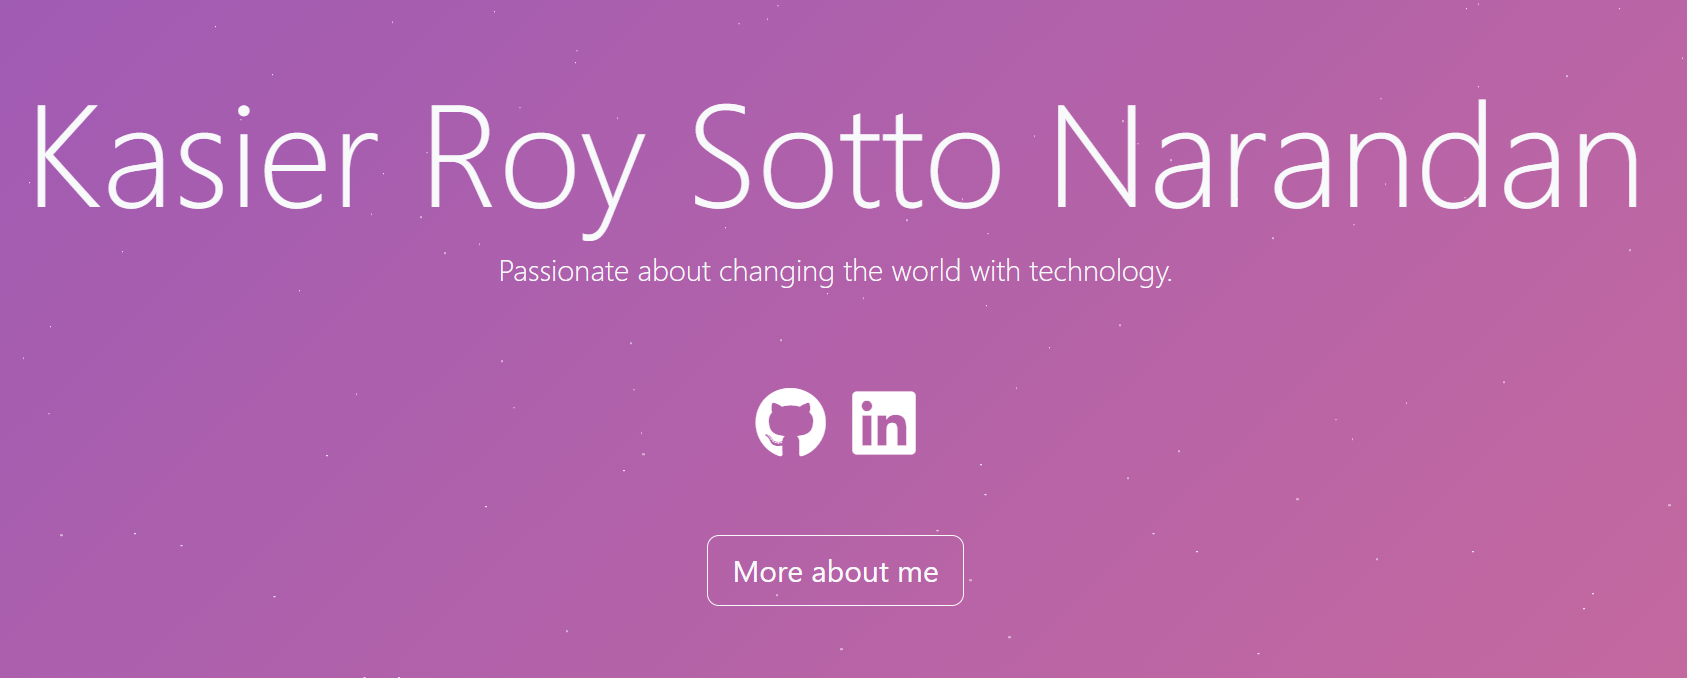 Kasier Roy Sotto Narandan
Passionate about changing the world with technology.
in
More about me